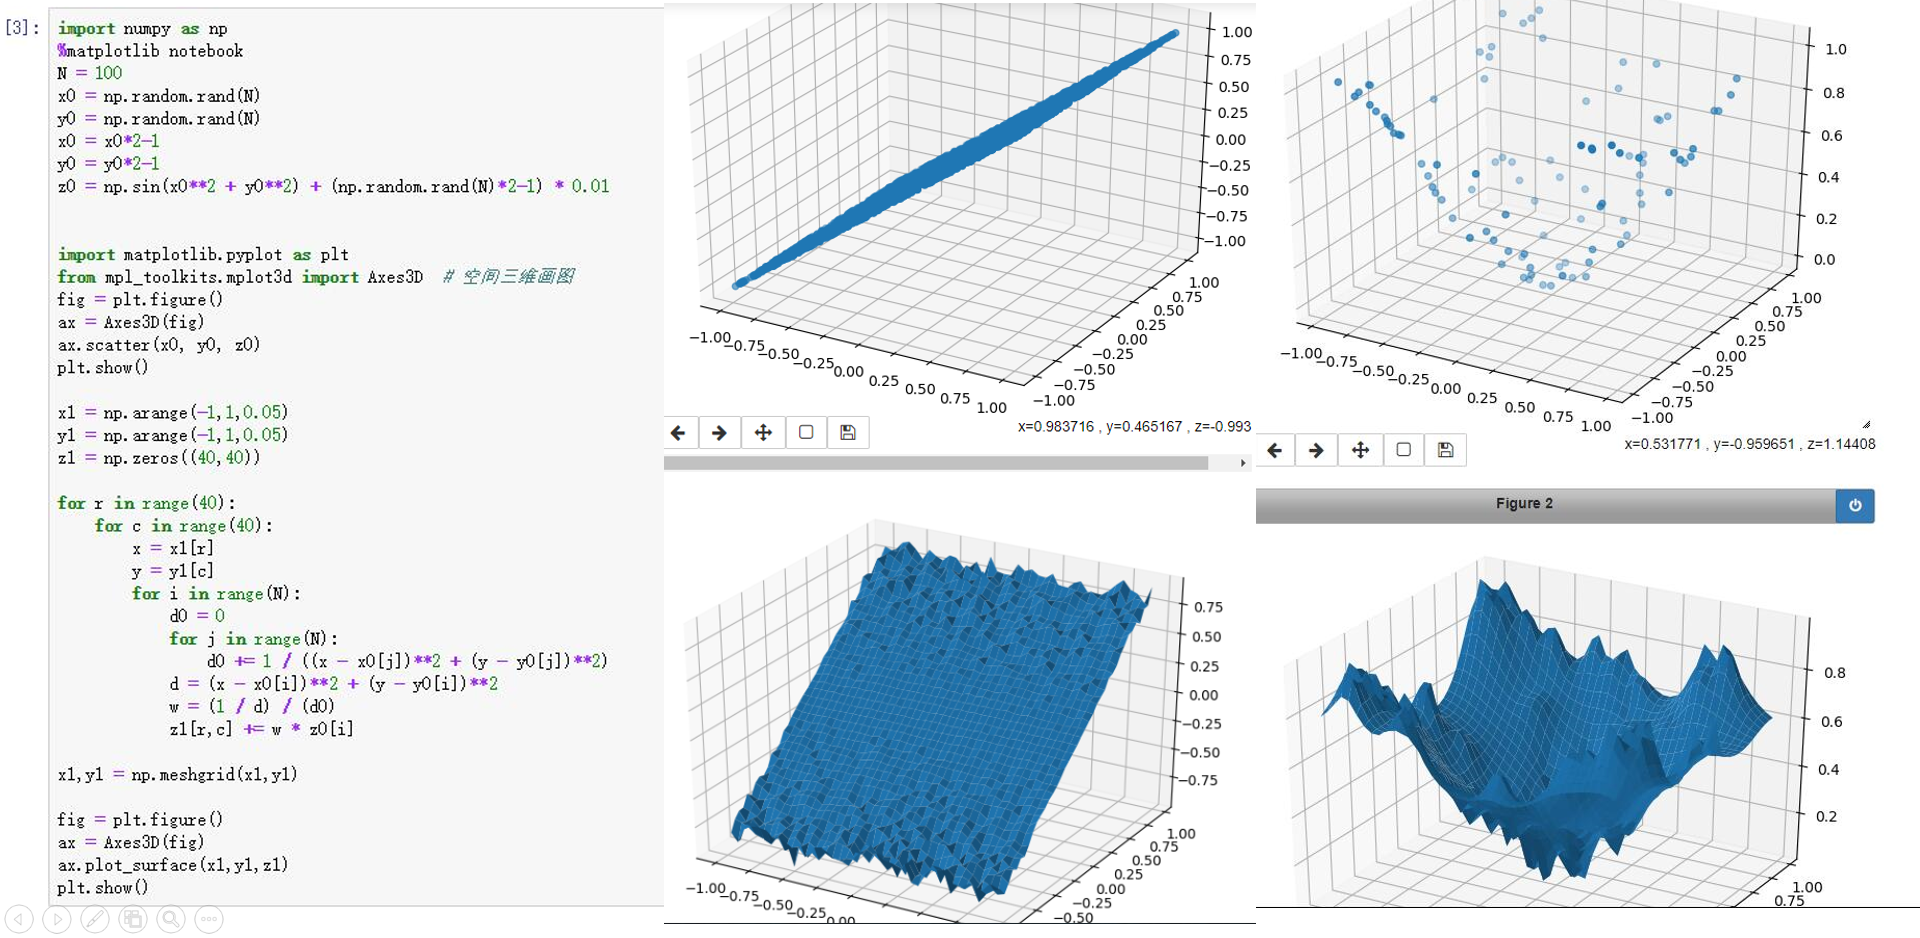 [3]:
import numpy as np
%matplotlib notebook
N = 100
x0 = np.random.rand(N)
y0 = np.random.rand(N)
x0 = x0*2-1
y0 = y0*2-1
z0 = np.sin(x0**2 + y0**2) + (np.random.rand(N)*2-1) * 0.01
import matplotlib.pyplot as plt
from mpl_toolkits.mplot3d import Axes3D  # 空间三维画图
fig = plt.figure()
ax = Axes3D(fig)
ax.scatter(x0, y0, z0)
plt.show()
x1 = np.arange(-1,1,0.05)
y1 = np.arange(-1,1,0.05)
z1 = np.zeros((40,40))
for r in range(40):
    for c in range(40):
        x = x1[r]
        y = y1[c]
        for i in range(N):
            d0 = 0
            for j in range(N):
                d0 += 1 / ((x - x0[j])**2 + (y - y0[j])**2)
            d = (x - x0[i])**2 + (y - y0[i])**2
            w = (1 / d) / (d0)
            z1[r,c] += w * z0[i]
x1,y1 = np.meshgrid(x1,y1)
fig = plt.figure()
ax = Axes3D(fig)
ax.plot_surface(x1,y1,z1)
plt.show()
1.00
0.75
0.50
0.25
0.00
−0.25
−0.50
−0.75
−1.00
1.00
0.75
0.50
0.25
0.00
−0.25
−0.50
−0.75
−1.00
−1.00
−0.75
−0.50
−0.25
0.00
0.25
0.50
0.75
1.00
x=0.983716 , y=0.465167 , z=-0.993
1.0
0.8
0.6
0.4
0.2
0.0
1.00
0.75
0.50
0.25
0.00
−0.25
−0.50
−0.75
−1.00
−1.00
−0.75
−0.50
−0.25
0.00
0.25
0.50
0.75
1.00
x=0.531771 , y=-0.959651 , z=1.14408
0.75
0.50
0.25
0.00
−0.25
−0.50
−0.75
1.00
0.75
0.50
0.25
0.00
−0.25
−0.50
−1.00
−0.75
−0.50
−0.25
0.00
Figure 2
0.8
0.6
0.4
0.2
1.00
0.75